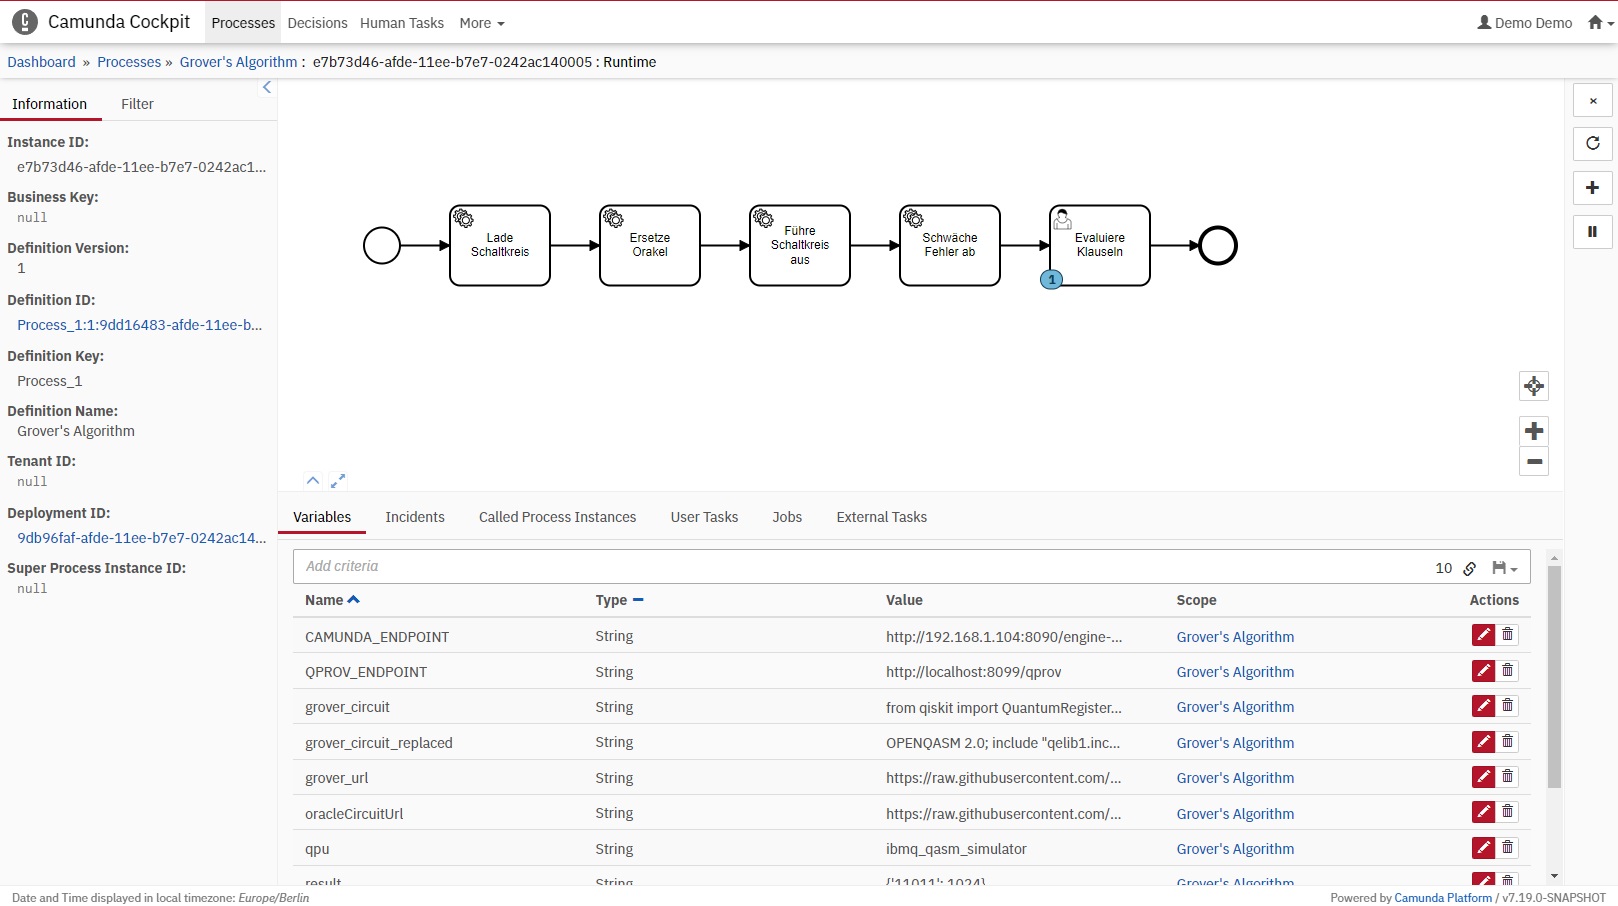 Camunda Cockpit Processes Decisions Human Tasks More Demo Demo
Dashboard » Processes » Grover's Algorithm : e7b73d46-afde-11ee-b7e7-0242ac140005 : Runtime
Information Filter
Instance ID:
e7b73d46-afde-11ee-b7e7-0242ac1...
Business Key:
null
Definition Version:
1
Definition ID:
Process_1:1:9dd16483-afde-11ee-b...
Definition Key:
Process_1
Definition Name:
Grover's Algorithm
Tenant ID:
null
Deployment ID:
9db96faf-afde-11ee-b7e7-0242ac14...
Super Process Instance ID:
null
Lade
Schaltkreis
Ersetze
Orakel
Führe
Schaltkreis
aus
Schwäche
Fehler ab
Evaluiere
Klauseln
1
Variables Incidents Called Process Instances User Tasks Jobs External Tasks
Add criteria 10
Name Type Value Scope Actions
CAMUNDA_ENDPOINT String http://192.168.1.104:8090/engine-... Grover's Algorithm
QPROV_ENDPOINT String http://localhost:8099/qprov Grover's Algorithm
grover_circuit String from qiskit import QuantumRegister... Grover's Algorithm
grover_circuit_replaced String OPENQASM 2.0; include "qelib1.inc... Grover's Algorithm
grover_url String https://raw.githubusercontent.com/... Grover's Algorithm
oracleCircuitUrl String https://raw.githubusercontent.com/... Grover's Algorithm
qpu String ibmq_qasm_simulator Grover's Algorithm
result String {'11011': 1024} Grover's Algorithm
Date and Time displayed in local timezone: Europe/Berlin Powered by Camunda Platform / v7.19.0-SNAPSHOT